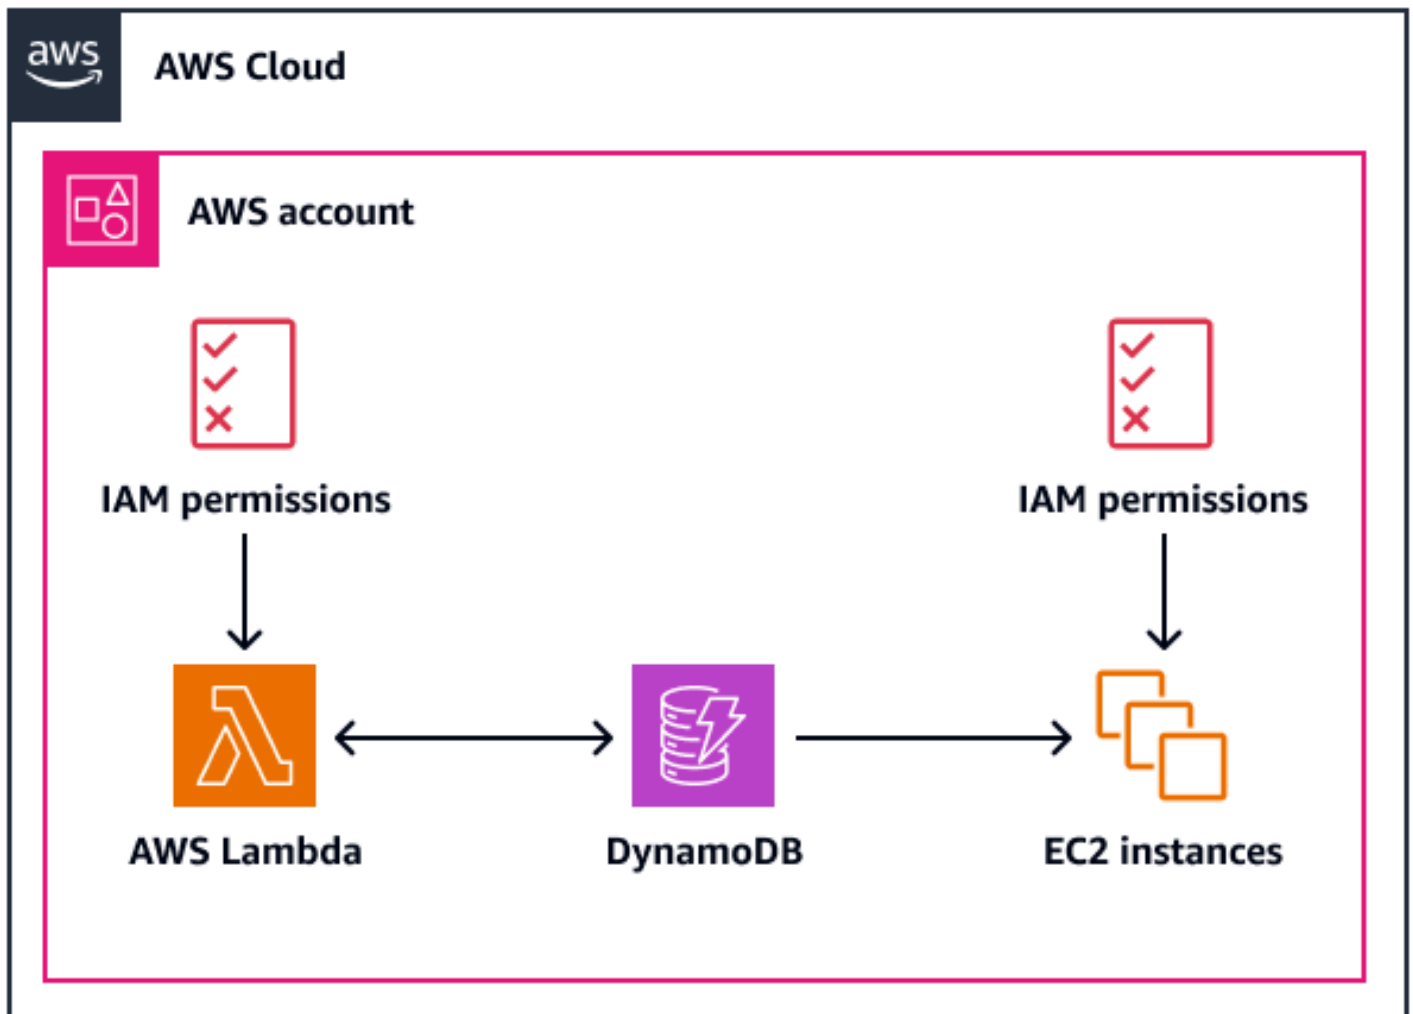 aws
AWS Cloud
AWS account
IAM permissions
IAM permissions
AWS Lambda
DynamoDB
EC2 instances